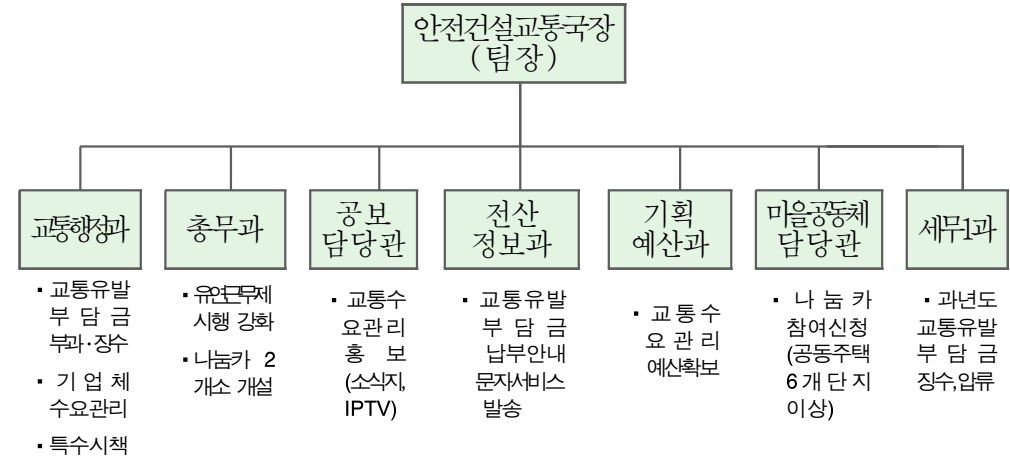 안전건설교통국장
(팀장)
교통행정과
총무과
공보
담당관
전산
정보과
기획
예산과
마을공동체
담당관
세무1과
▪ 교통유발
부 담 금
부과·징수
▪ 기 업 체
수요관리
▪ 특수시책
▪ 유연근무제
시행 강화
▪ 나눔카 2
개소 개설
▪ 교통수
요관리
홍 보
(소식지,
IPTV)
▪ 교통유발
부 담 금
납부안내
문자서비스
발송
▪ 교 통 수
요 관 리
예산확보
▪ 나 눔 카
참여신청
(공동주택
6 개 단 지
이상)
▪ 과년도
교통유발
부 담 금
징수,압류